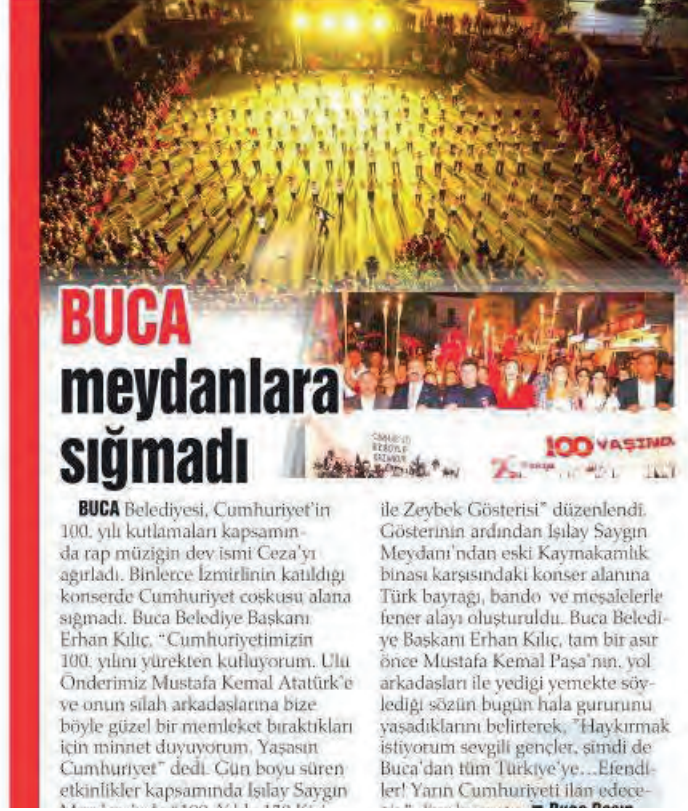 BUCA
meydanlara
sığmadı
100 YAŞINDA
BUCA Belediyesi, Cumhuriyet'in
100. yılı kutlamaları kapsamın-
da rap müziğin dev ismi Ceza'yı
ağırladı. Binlerce İzmirlinin katıldığı
konserde Cumhuriyet coşkusu alana
sığmadı. Buca Belediye Başkanı
Erhan Kılıç, "Cumhuriyetimizin
100. yılını yürekten kutluyorum. Ulu
Önderimiz Mustafa Kemal Atatürk'e
ve onun silah arkadaşlarına bize
böyle güzel bir memleket bıraktıkları
için minnet duyuyorum. Yaşasın
Cumhuriyet" dedi. Gün boyu süren
etkinlikler kapsamında Işılay Saygın
ile Zeybek Gösterisi" düzenlendi.
Gösterinin ardından Işılay Saygın
Meydanı'ndan eski Kaymakamlık
binası karşısındaki konser alanına
Türk bayrağı, bando ve meşalelerle
fener alayı oluşturuldu. Buca Beledi-
ye Başkanı Erhan Kılıç, tam bir asır
önce Mustafa Kemal Paşa'nın, yol
arkadaşları ile yediği yemekte söy-
lediği sözün bugün hala gururunu
yaşadıklarını belirterek, "Haykırmak
istiyorum sevgili gençler, şimdi de
Buca'dan tüm Türkiye'ye...Efendi-
ler! Yarın Cumhuriyeti ilan edece-